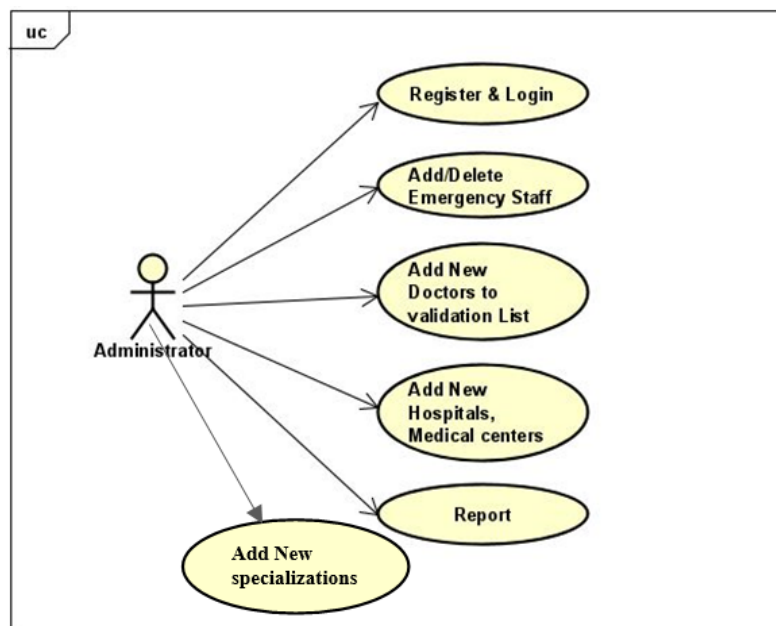 uc
Register & Login
Add/Delete
Emergency Staff
Add New
Doctors to
validation List
Administrator
Add New
Hospitals,
Medical centers
Report
Add New
specializations